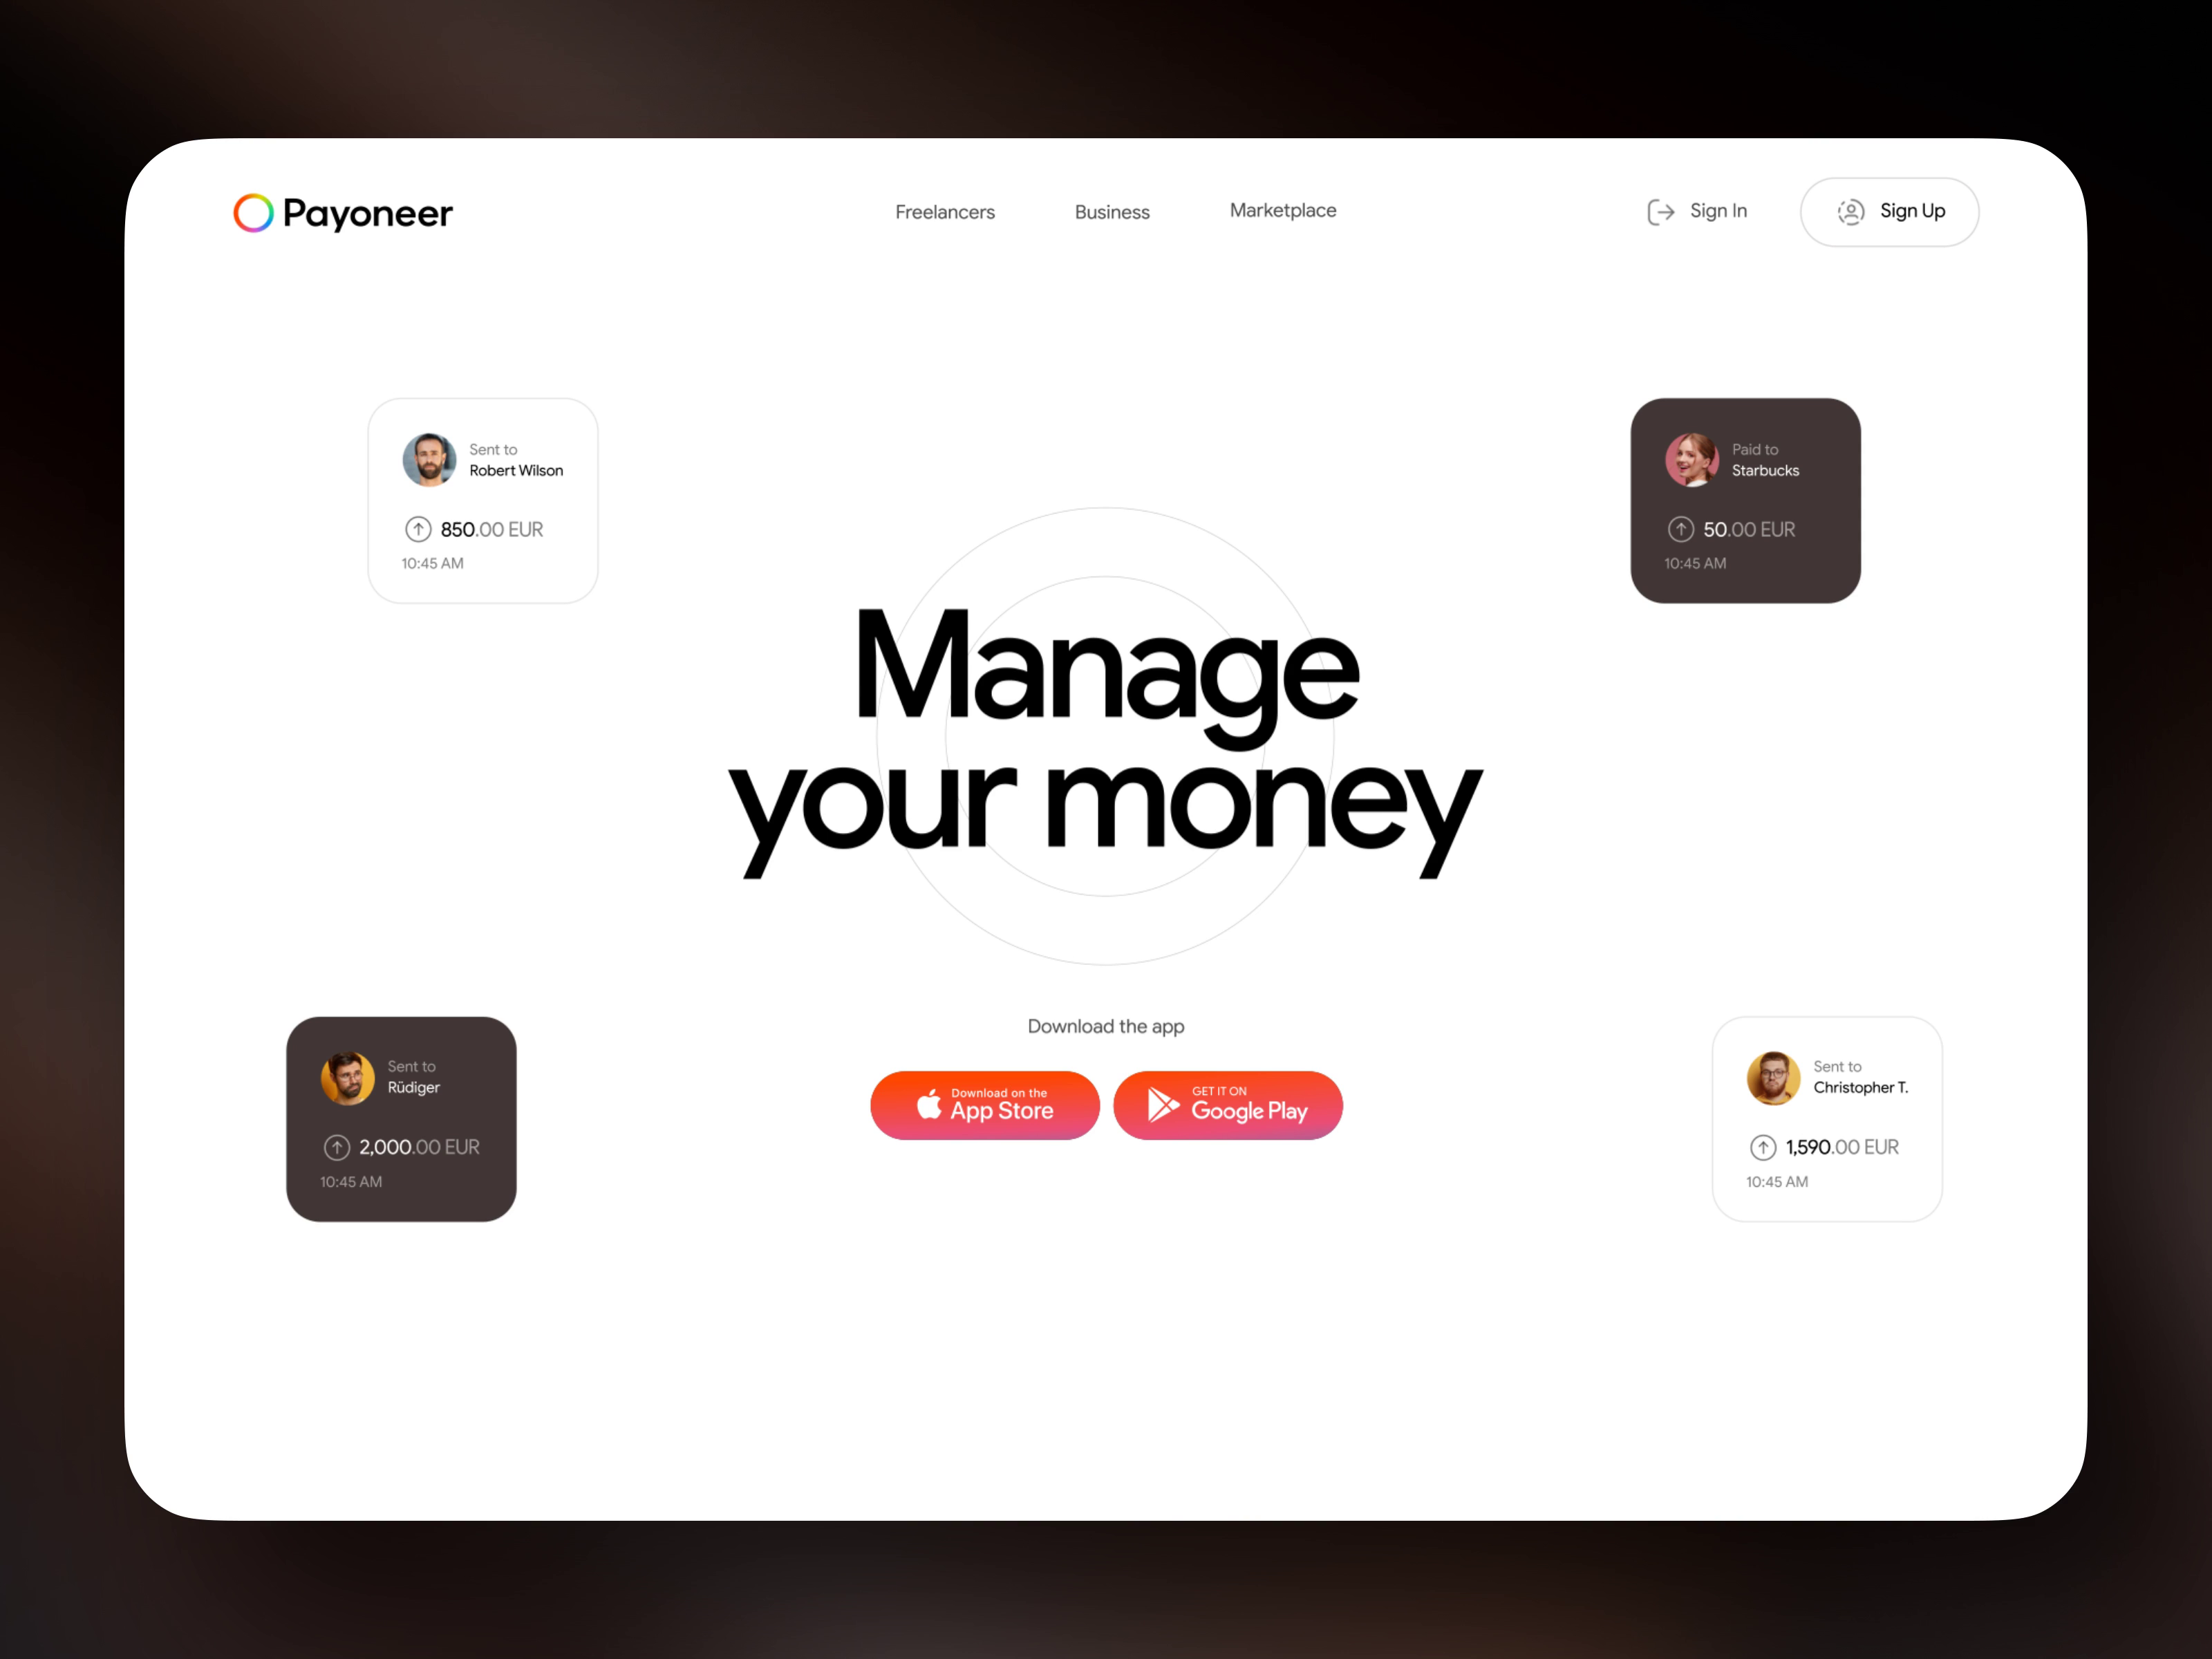 Payoneer
Freelancers
Business
Marketplace
Sign In
Sign Up
Sent to
Robert Wilson
850.00 EUR
10:45 AM
Paid to
Starbucks
50.00 EUR
10:45 AM
Manage
your money
Sent to
Rüdiger
2,000.00 EUR
10:45 AM
Download the app
Download on the
App Store
GET IT ON
Google Play
Sent to
Christopher T.
1,590.00 EUR
10:45 AM